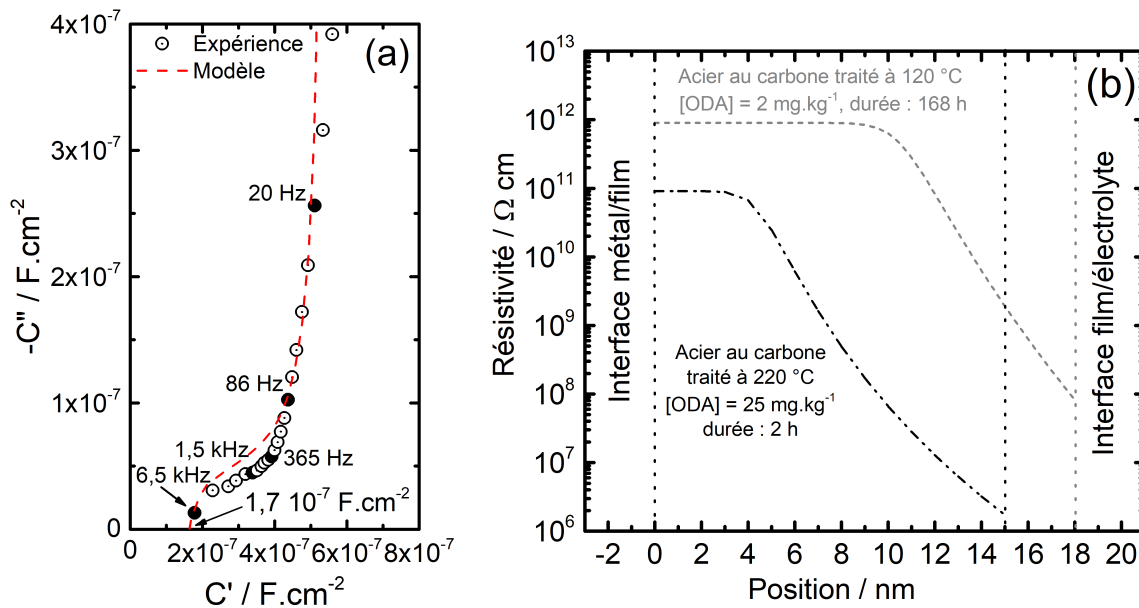 4x10⁻⁷
3x10⁻⁷
2x10⁻⁷
1x10⁻⁷
0
-C'' / F.cm⁻²
Expérience
Modèle
(a)
20 Hz
86 Hz
1,5 kHz
365 Hz
6,5 kHz
1,7 10⁻⁷ F.cm⁻²
0 2x10⁻⁷ 4x10⁻⁷ 6x10⁻⁷ 8x10⁻⁷
C' / F.cm⁻²
10¹³
10¹²
10¹¹
10¹⁰
10⁹
10⁸
10⁷
10⁶
Résistivité / Ω cm
Interface métal/film
Acier au carbone traité à 120 °C
[ODA] = 2 mg.kg⁻¹, durée : 168 h
(b)
Acier au carbone
traité à 220 °C
[ODA] = 25 mg.kg⁻¹
durée : 2 h
Interface film/électrolyte
-2 0 2 4 6 8 10 12 14 16 18 20
Position / nm